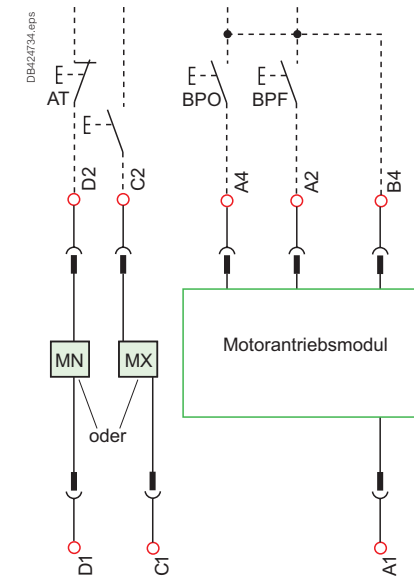 DB424734.eps
AT
BPO
BPF
D2
C2
A4
A2
B4
Motorantriebsmodul
MN
MX
oder
D1
C1
A1